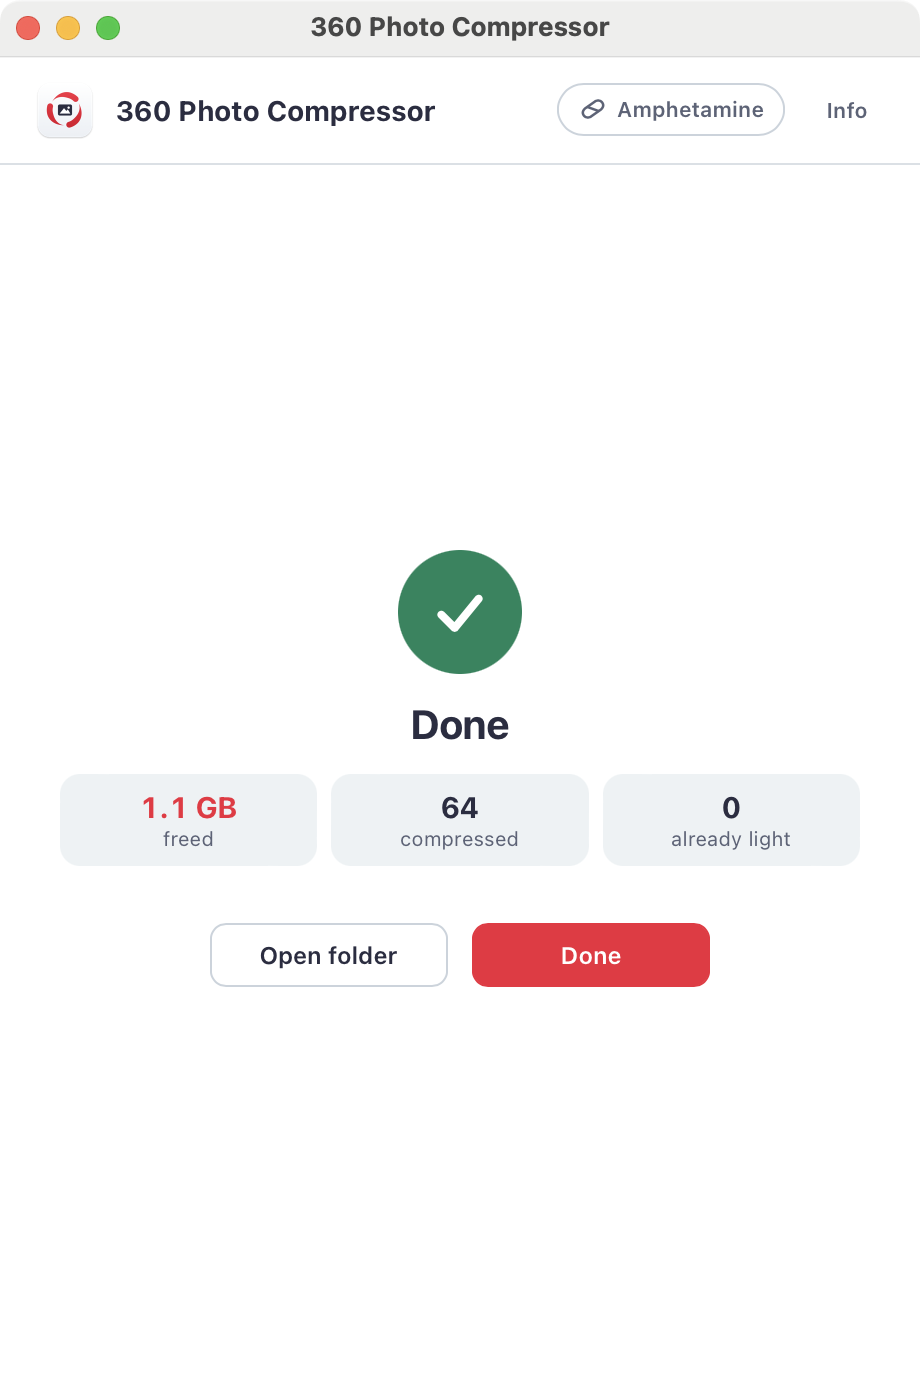 360 Photo Compressor
360 Photo Compressor
Amphetamine
Info
Done
1.1 GB
freed
64
compressed
0
already light
Open folder
Done